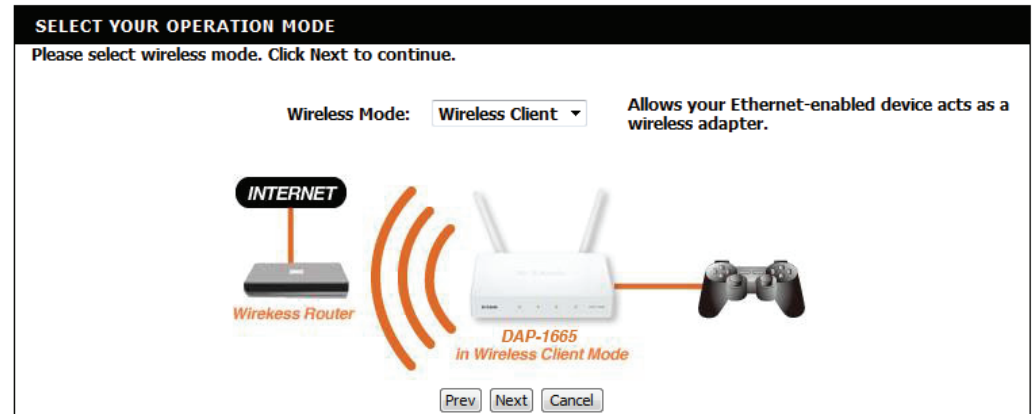 SELECT YOUR OPERATION MODE
Please select wireless mode. Click Next to continue.
Wireless Mode: Wireless Client
Allows your Ethernet-enabled device acts as a
wireless adapter.
INTERNET
Wirekess Router
DAP-1665
in Wireless Client Mode
Prev Next Cancel